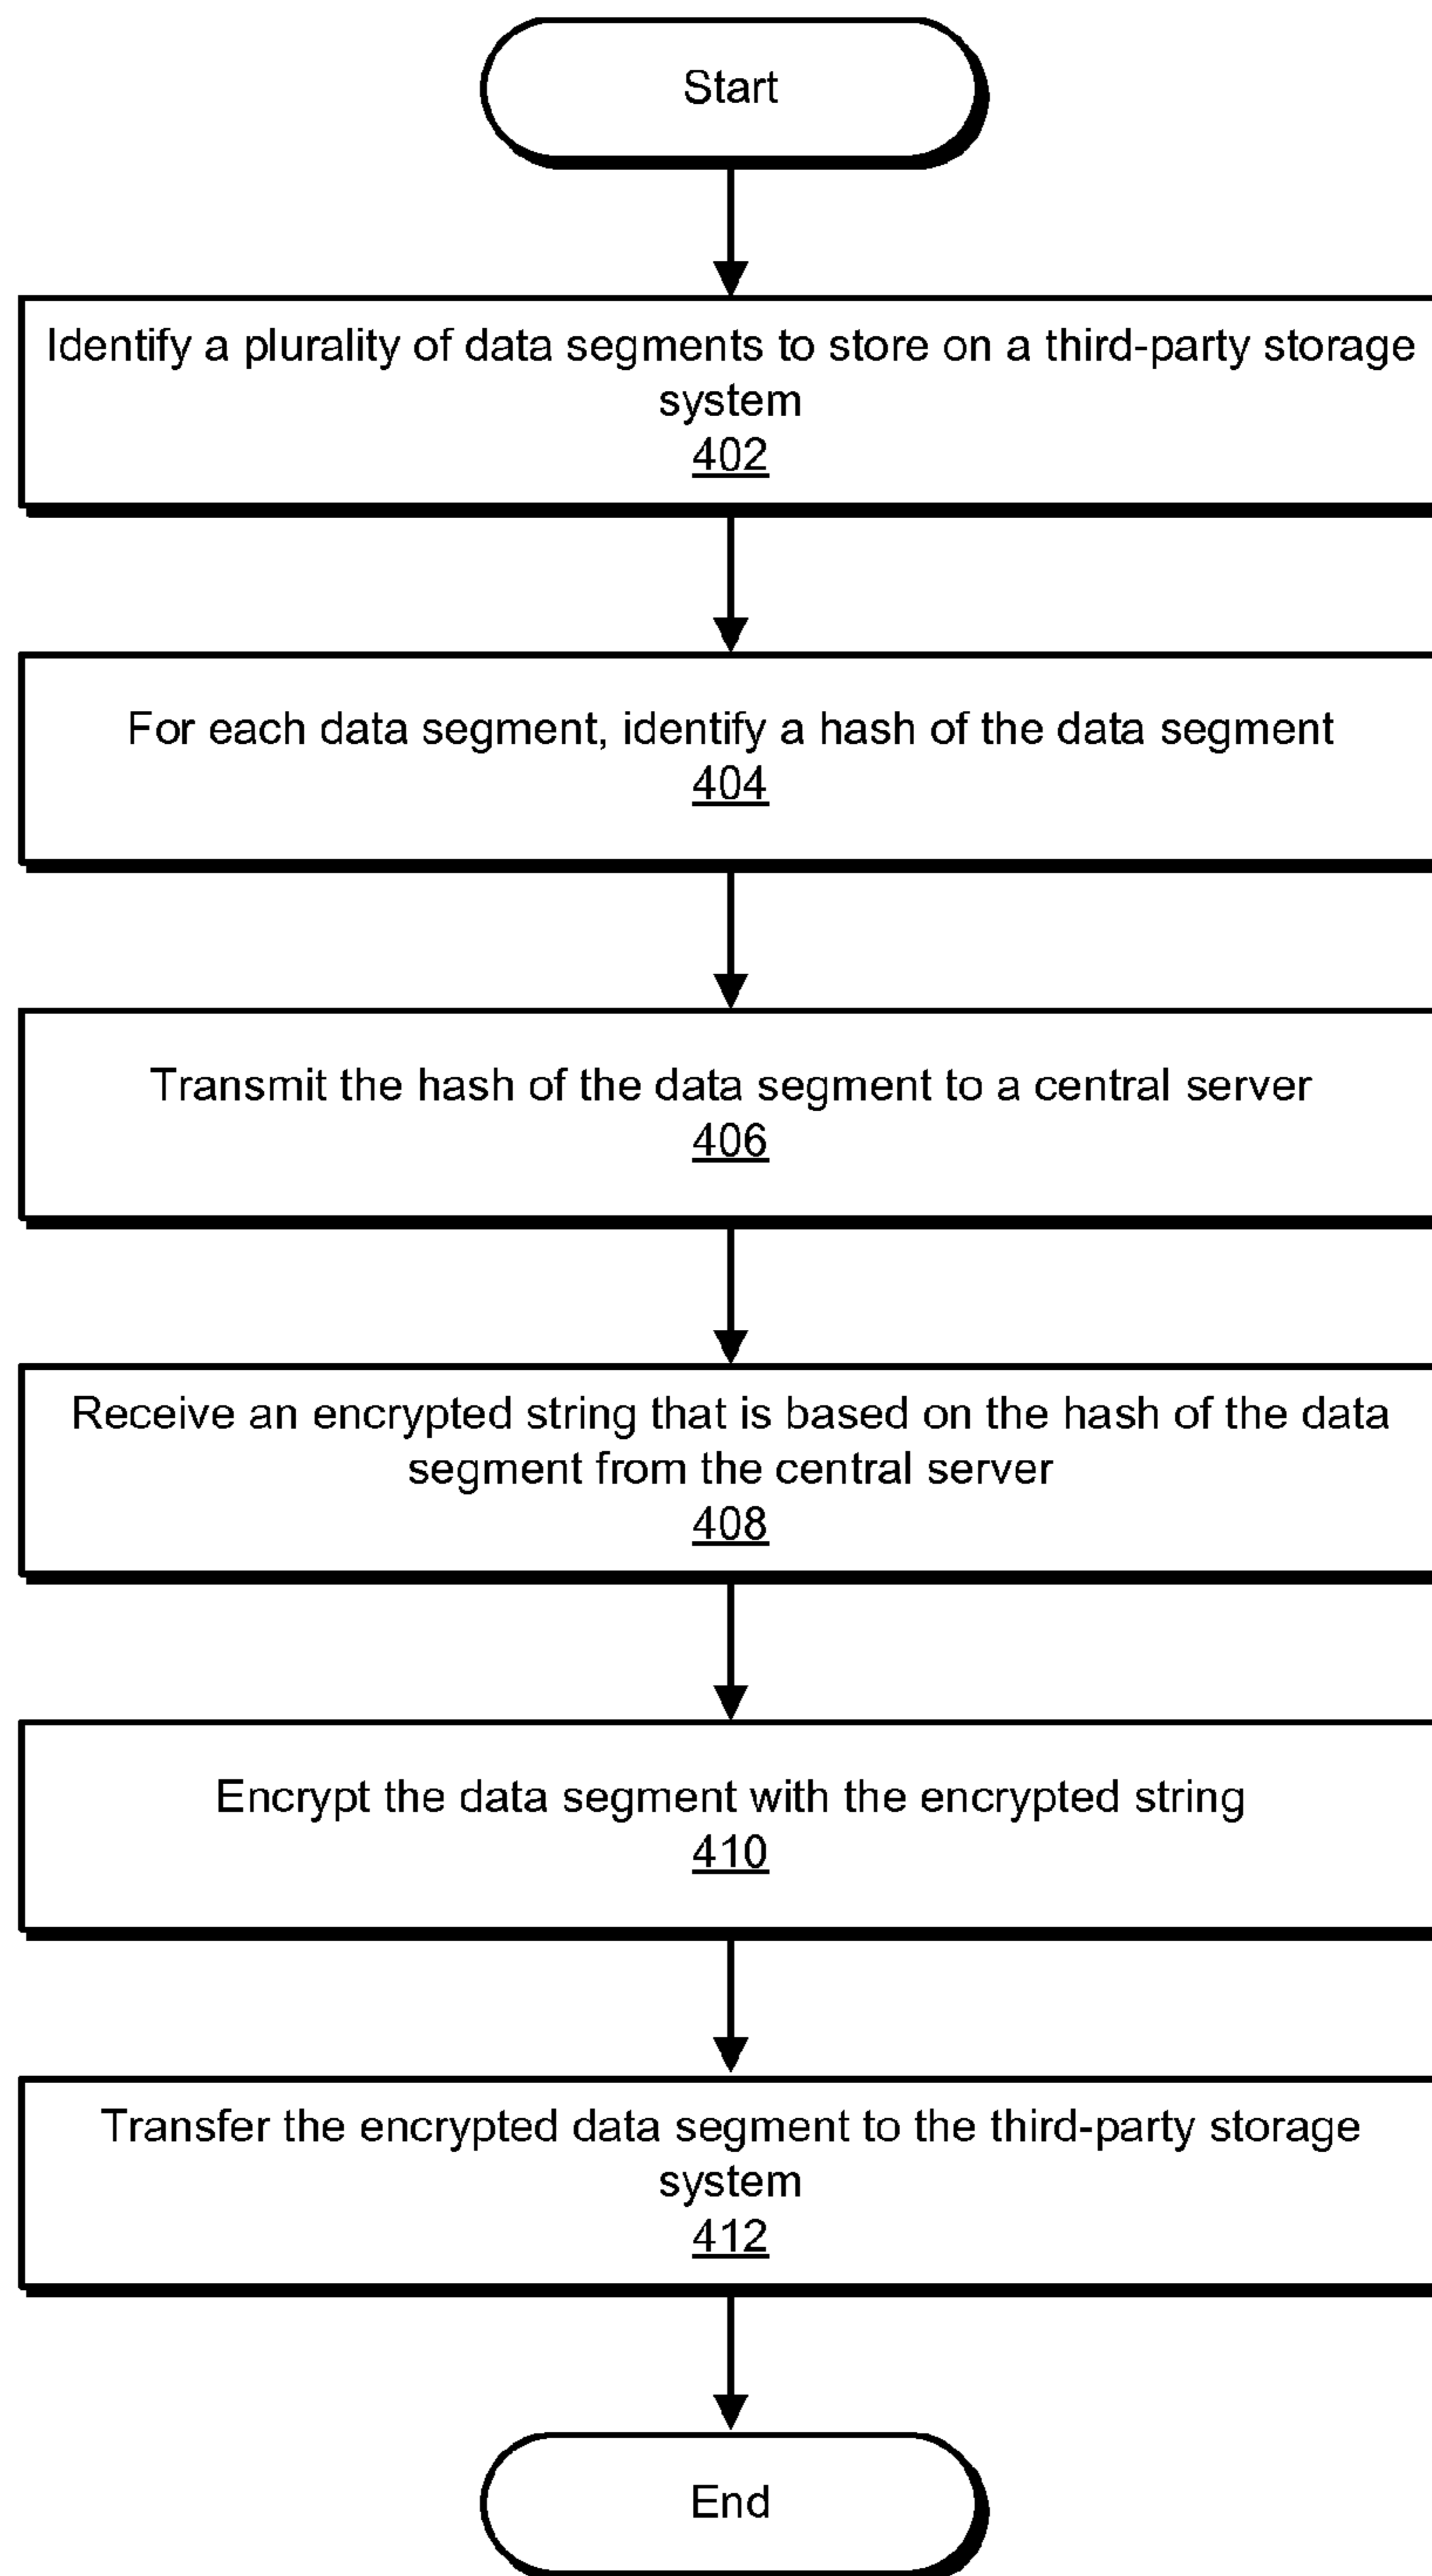 Start
Identify a plurality of data segments to store on a third-party storage
system
402
For each data segment, identify a hash of the data segment
404
Transmit the hash of the data segment to a central server
406
Receive an encrypted string that is based on the hash of the data
segment from the central server
408
Encrypt the data segment with the encrypted string
410
Transfer the encrypted data segment to the third-party storage
system
412
End